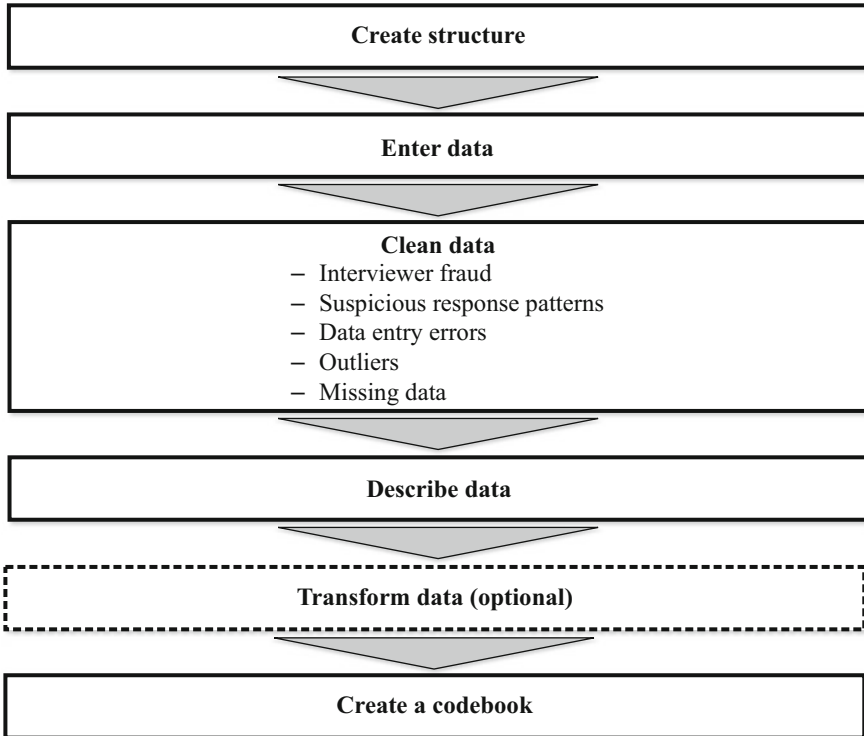 Create structure
Enter data
Clean data
– Interviewer fraud
– Suspicious response patterns
– Data entry errors
– Outliers
– Missing data
Describe data
Transform data (optional)
Create a codebook